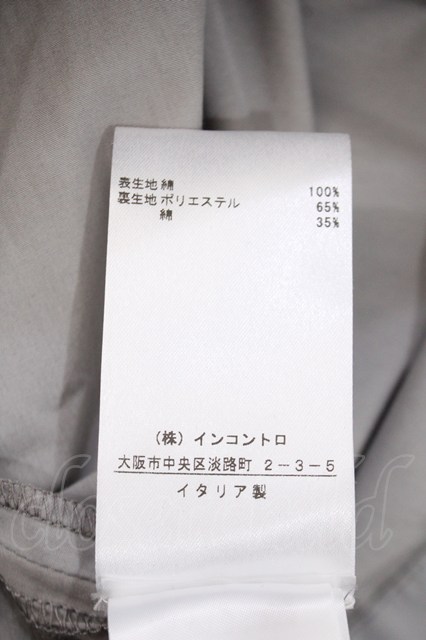 表生地 綿 100%
裏生地 ポリエステル 65%
綿 35%
(株) インコントロ
大阪市中央区淡路町 2-3-5
イタリア製